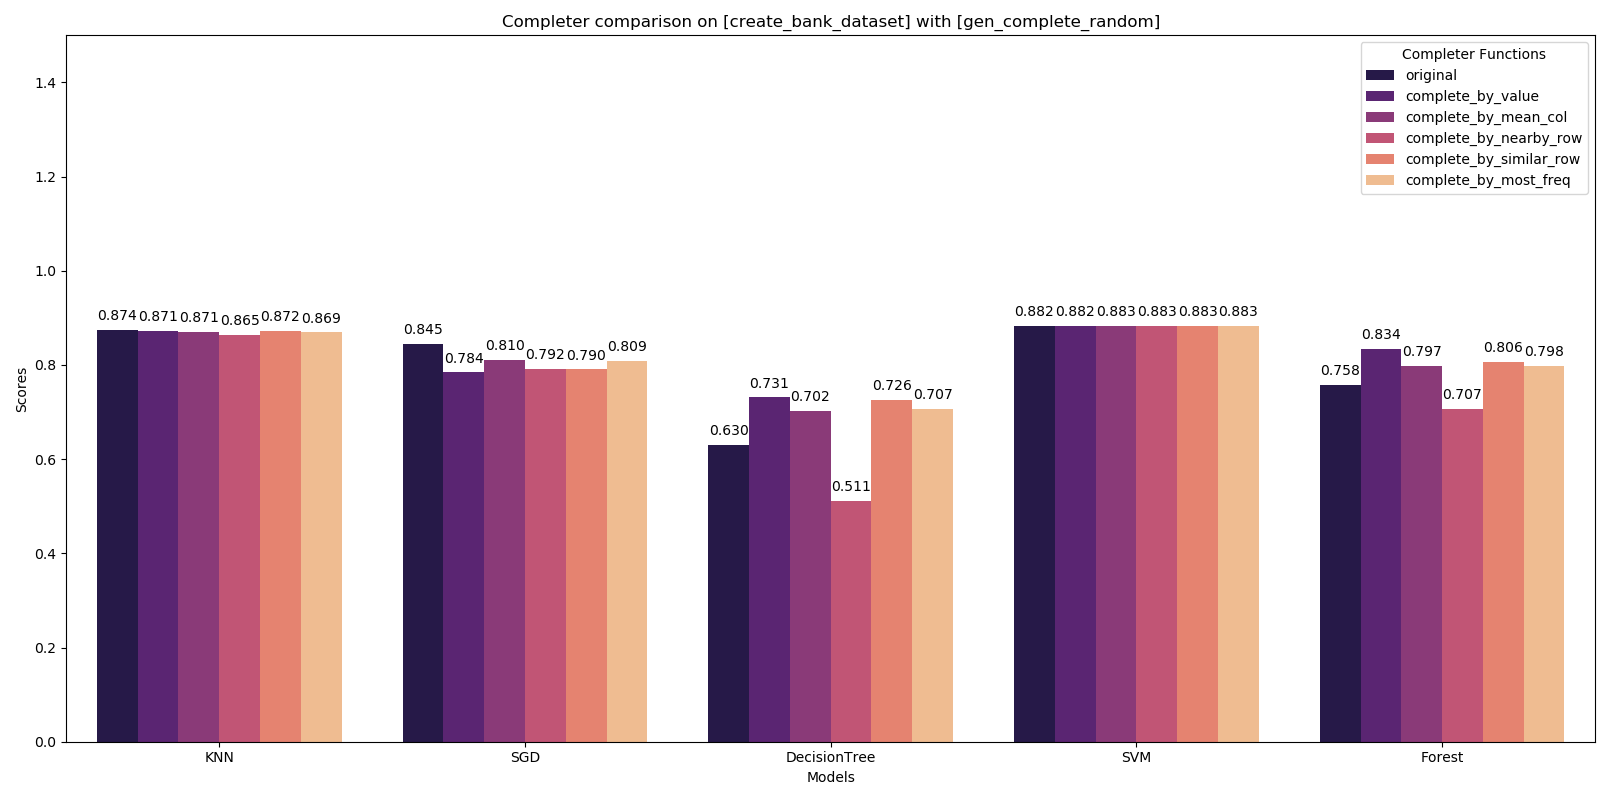 Completer comparison on [create_bank_dataset] with [gen_complete_random]
Completer Functions
original
complete_by_value
complete_by_mean_col
complete_by_nearby_row
complete_by_similar_row
complete_by_most_freq
Scores
1.4
1.2
1.0
0.8
0.6
0.4
0.2
0.0
0.874 0.871 0.871 0.865 0.872 0.869
0.845 0.784 0.810 0.792 0.790 0.809
0.630 0.731 0.702 0.511 0.726 0.707
0.882 0.882 0.883 0.883 0.883 0.883
0.758 0.834 0.797 0.707 0.806 0.798
KNN SGD DecisionTree SVM Forest
Models